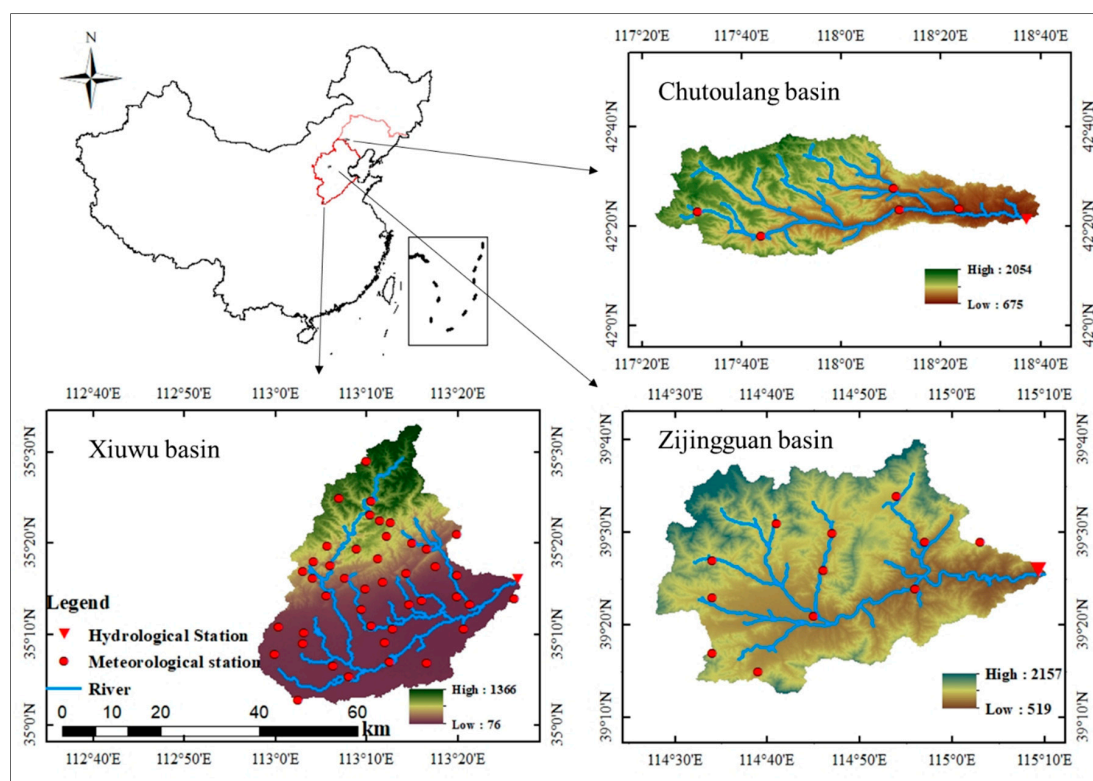 N
117°20'E 117°40'E 118°0'E 118°20'E 118°40'E
Chutoulang basin
42°40'N
42°20'N
42°0'N
42°40'N
42°20'N
42°0'N
High : 2054
Low : 675
117°20'E 117°40'E 118°0'E 118°20'E 118°40'E
112°40'E 112°50'E 113°0'E 113°10'E 113°20'E
Xiuwu basin
35°30'N
35°20'N
35°10'N
35°0'N
35°30'N
35°20'N
35°10'N
35°0'N
Legend
Hydrological Station
Meteorological station
River
0 10 20 40 60
km
High : 1366
Low : 76
112°40'E 112°50'E 113°0'E 113°10'E 113°20'E
114°30'E 114°40'E 114°50'E 115°0'E 115°10'E
Zijingguan basin
39°40'N
39°30'N
39°20'N
39°10'N
39°40'N
39°30'N
39°20'N
39°10'N
High : 2157
Low : 519
114°30'E 114°40'E 114°50'E 115°0'E 115°10'E